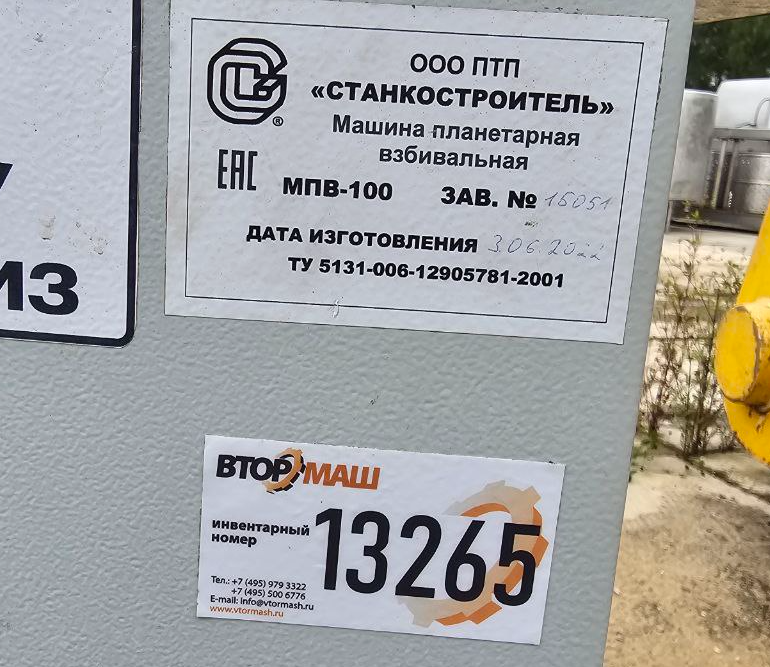 ООО ПТП
«СТАНКОСТРОИТЕЛЬ»
Машина планетарная
взбивальная
ЕАС
МПВ-100 ЗАВ. № 15051
ДАТА ИЗГОТОВЛЕНИЯ 3.06.2022
ТУ 5131-006-12905781-2001
ИЗ
ВТОРМАШ
инвентарный
номер
13265
Тел.: +7 (495) 979 3322
+7 (495) 500 6776
E-mail: info@vtormash.ru
www.vtormash.ru